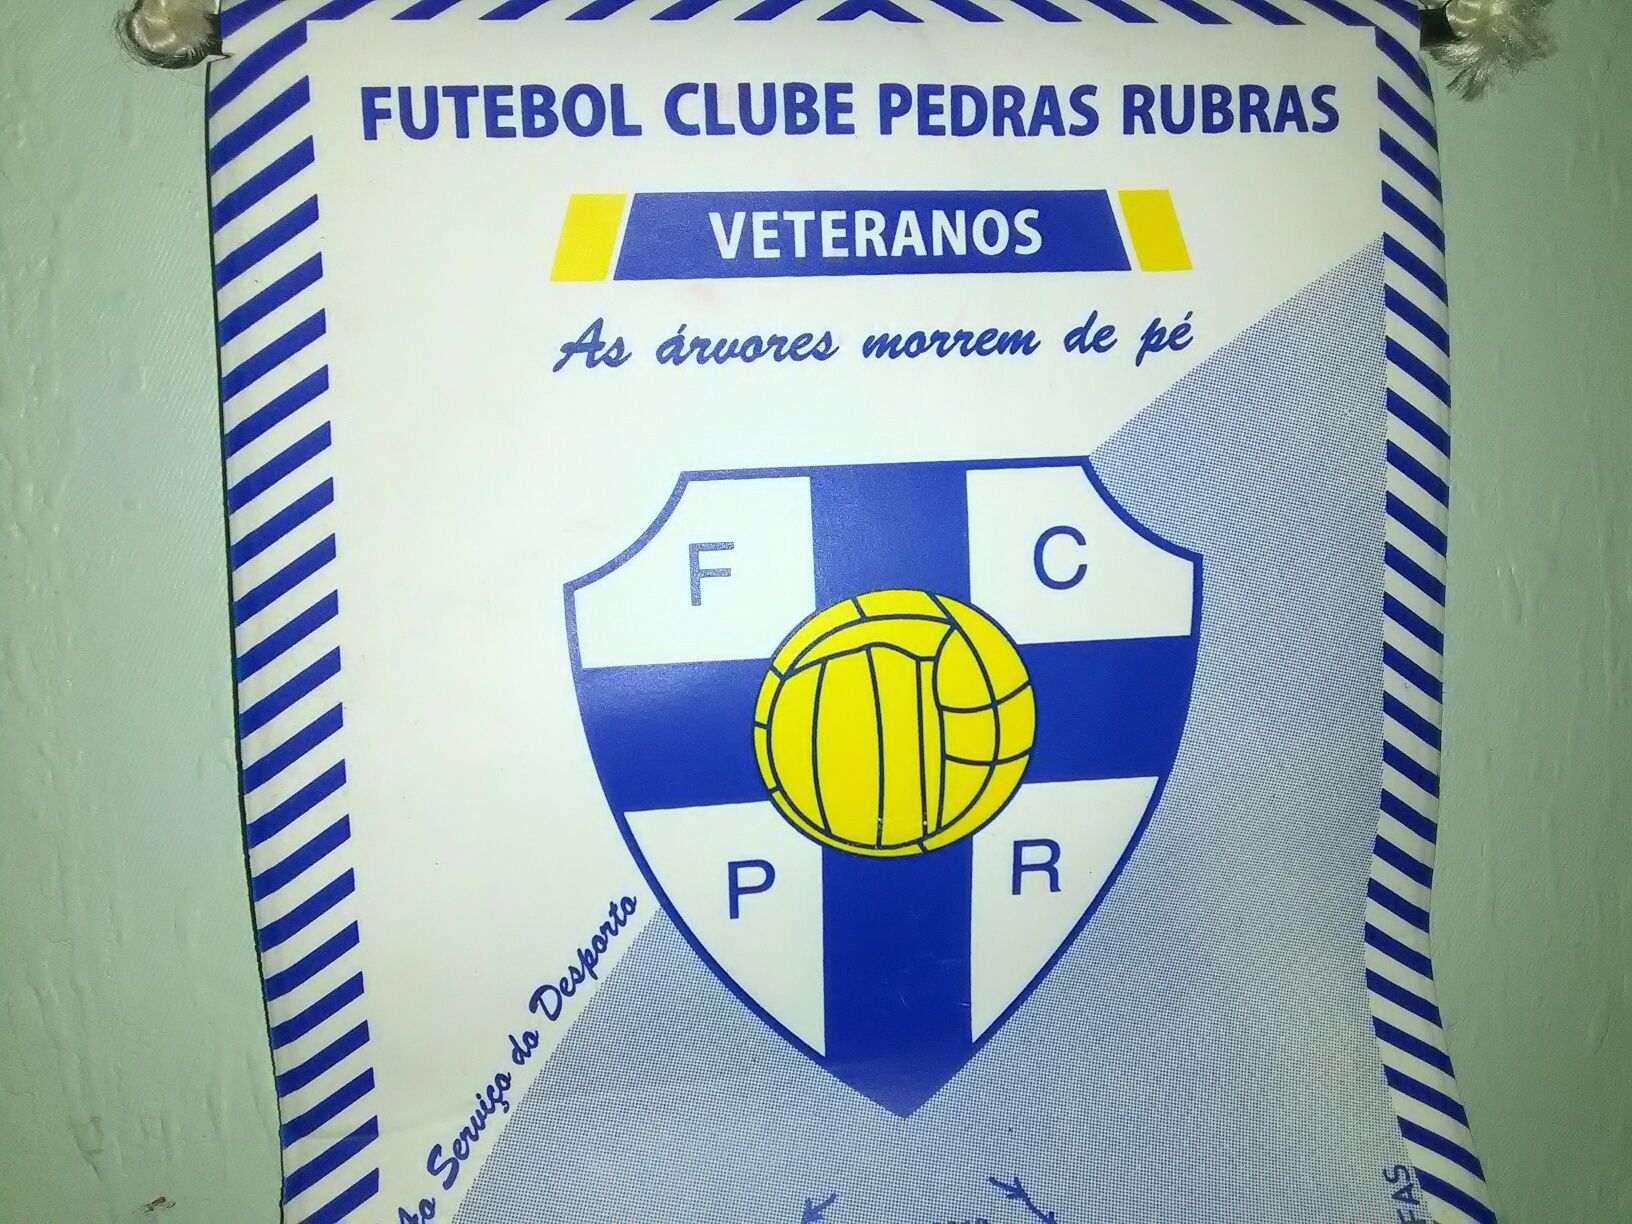 FUTEBOL CLUBE PEDRAS RUBRAS
VETERANOS
As árvores morrem de pé
F C
P R
Ao Serviço do Desporto